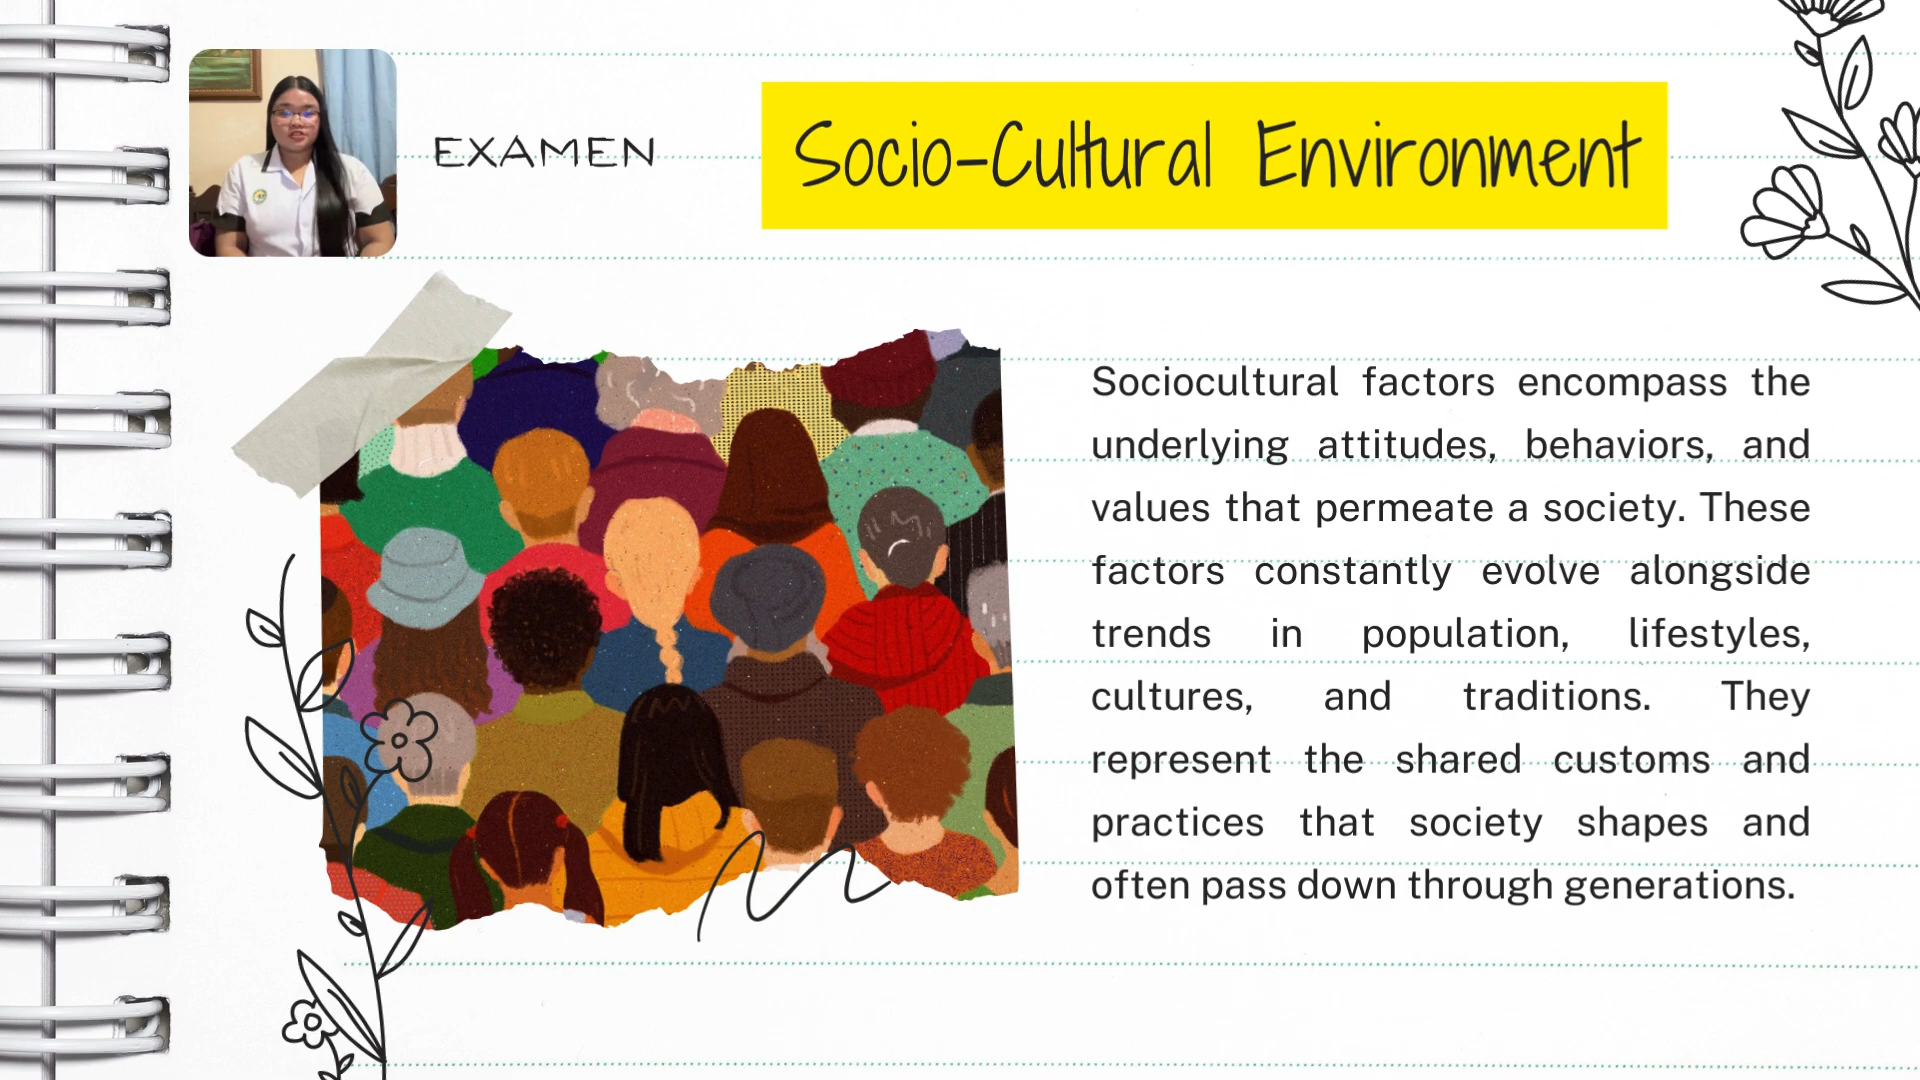 EXAMEN
Socio-Cultural Environment
Sociocultural factors encompass the
underlying attitudes, behaviors, and
values that permeate a society. These
factors constantly evolve alongside
trends in population, lifestyles,
cultures, and traditions. They
represent the shared customs and
practices that society shapes and
often pass down through generations.